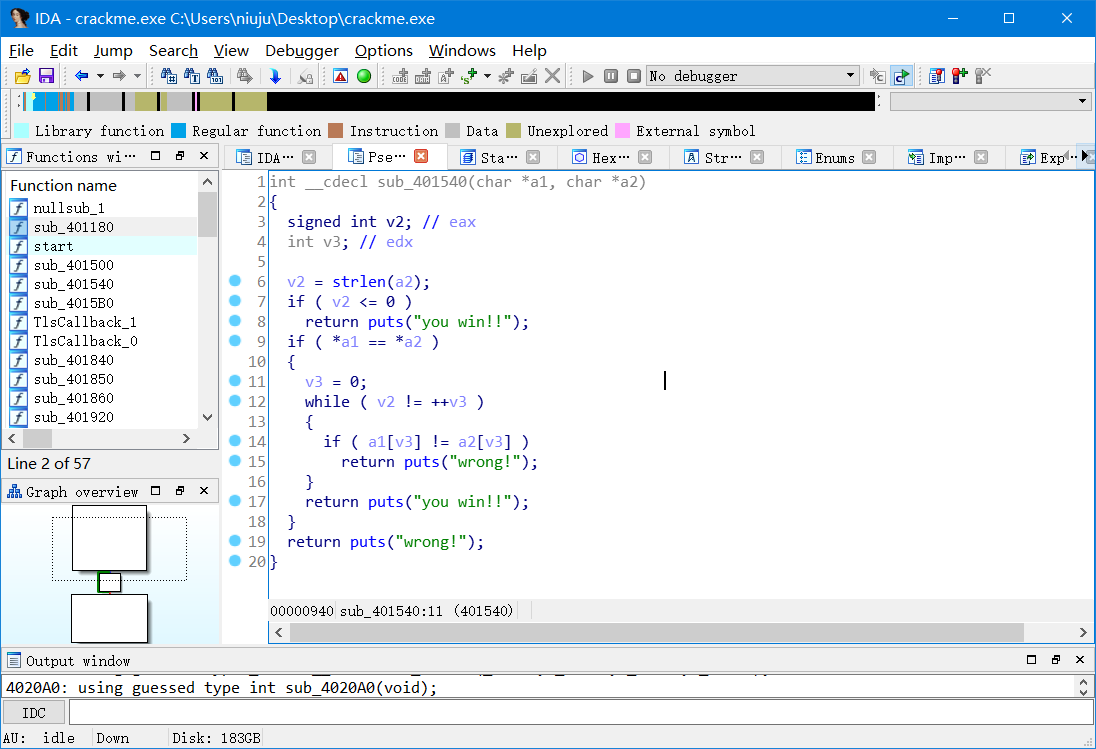 IDA - crackme.exe C:\Users\niuju\Desktop\crackme.exe
File Edit Jump Search View Debugger Options Windows Help
No debugger
Library function Regular function Instruction Data Unexplored External symbol
Functions wi…
IDA… Pse… Sta… Hex… Str… Enums Imp… Exp…
Function name
nullsub_1
sub_401180
start
sub_401500
sub_401540
sub_4015B0
TlsCallback_1
TlsCallback_0
sub_401840
sub_401850
sub_401860
sub_401920
Line 2 of 57
Graph overview
1 int __cdecl sub_401540(char *a1, char *a2)
2 {
3 signed int v2; // eax
4 int v3; // edx
5
6 v2 = strlen(a2);
7 if ( v2 <= 0 )
8 return puts("you win!!");
9 if ( *a1 == *a2 )
10 {
11 v3 = 0;
12 while ( v2 != ++v3 )
13 {
14 if ( a1[v3] != a2[v3] )
15 return puts("wrong!");
16 }
17 return puts("you win!!");
18 }
19 return puts("wrong!");
20 }
00000940 sub_401540:11 (401540)
Output window
4020A0: using guessed type int sub_4020A0(void);
IDC
AU: idle Down Disk: 183GB